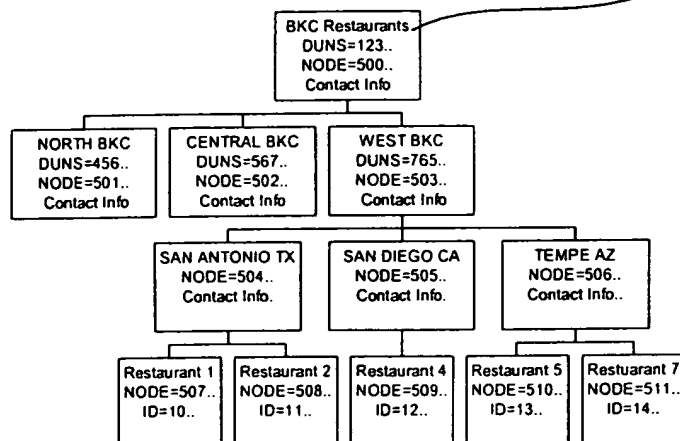 BKC Restaurants
DUNS=123..
NODE=500..
Contact Info
NORTH BKC
DUNS=456..
NODE=501..
Contact Info
CENTRAL BKC
DUNS=567..
NODE=502..
Contact Info
WEST BKC
DUNS=765..
NODE=503..
Contact Info
SAN ANTONIO TX
NODE=504..
Contact Info.
SAN DIEGO CA
NODE=505..
Contact Info.
TEMPE AZ
NODE=506..
Contact Info..
Restaurant 1
NODE=507..
ID=10..
Restaurant 2
NODE=508..
ID=11..
Restaurant 4
NODE=509..
ID=12..
Restaurant 5
NODE=510..
ID=13..
Restuarant 7
NODE=511..
ID=14..